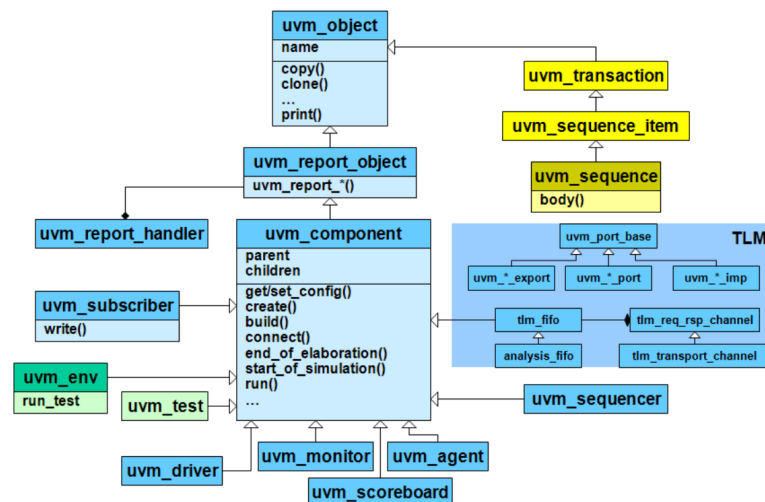 uvm_object
name
copy()
clone()
...
print()
uvm_transaction
uvm_sequence_item
uvm_report_object
uvm_report_*()
uvm_sequence
body()
uvm_report_handler
uvm_component
parent
children
get/set_config()
create()
build()
connect()
end_of_elaboration()
start_of_simulation()
run()
...
TLM
uvm_port_base
uvm_*_export
uvm_*_port
uvm_*_imp
tlm_fifo
tlm_req_rsp_channel
analysis_fifo
tlm_transport_channel
uvm_subscriber
write()
uvm_env
run_test
uvm_test
uvm_sequencer
uvm_driver
uvm_monitor
uvm_agent
uvm_scoreboard